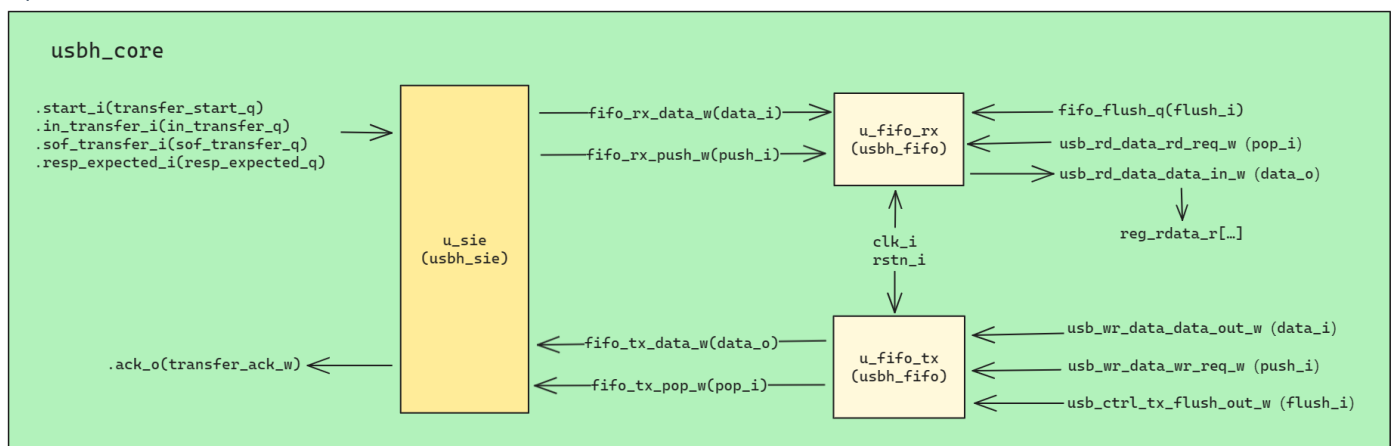 usbh_core
.start_i(transfer_start_q)
.in_transfer_i(in_transfer_q)
.sof_transfer_i(sof_transfer_q)
.resp_expected_i(resp_expected_q)
.ack_o(transfer_ack_w)
u_sie
(usbh_sie)
fifo_rx_data_w(data_i)
fifo_rx_push_w(push_i)
fifo_tx_data_w(data_o)
fifo_tx_pop_w(pop_i)
u_fifo_rx
(usbh_fifo)
clk_i
rstn_i
u_fifo_tx
(usbh_fifo)
fifo_flush_q(flush_i)
usb_rd_data_rd_req_w (pop_i)
usb_rd_data_data_in_w (data_o)
reg_rdata_r[…]
usb_wr_data_data_out_w (data_i)
usb_wr_data_wr_req_w (push_i)
usb_ctrl_tx_flush_out_w (flush_i)